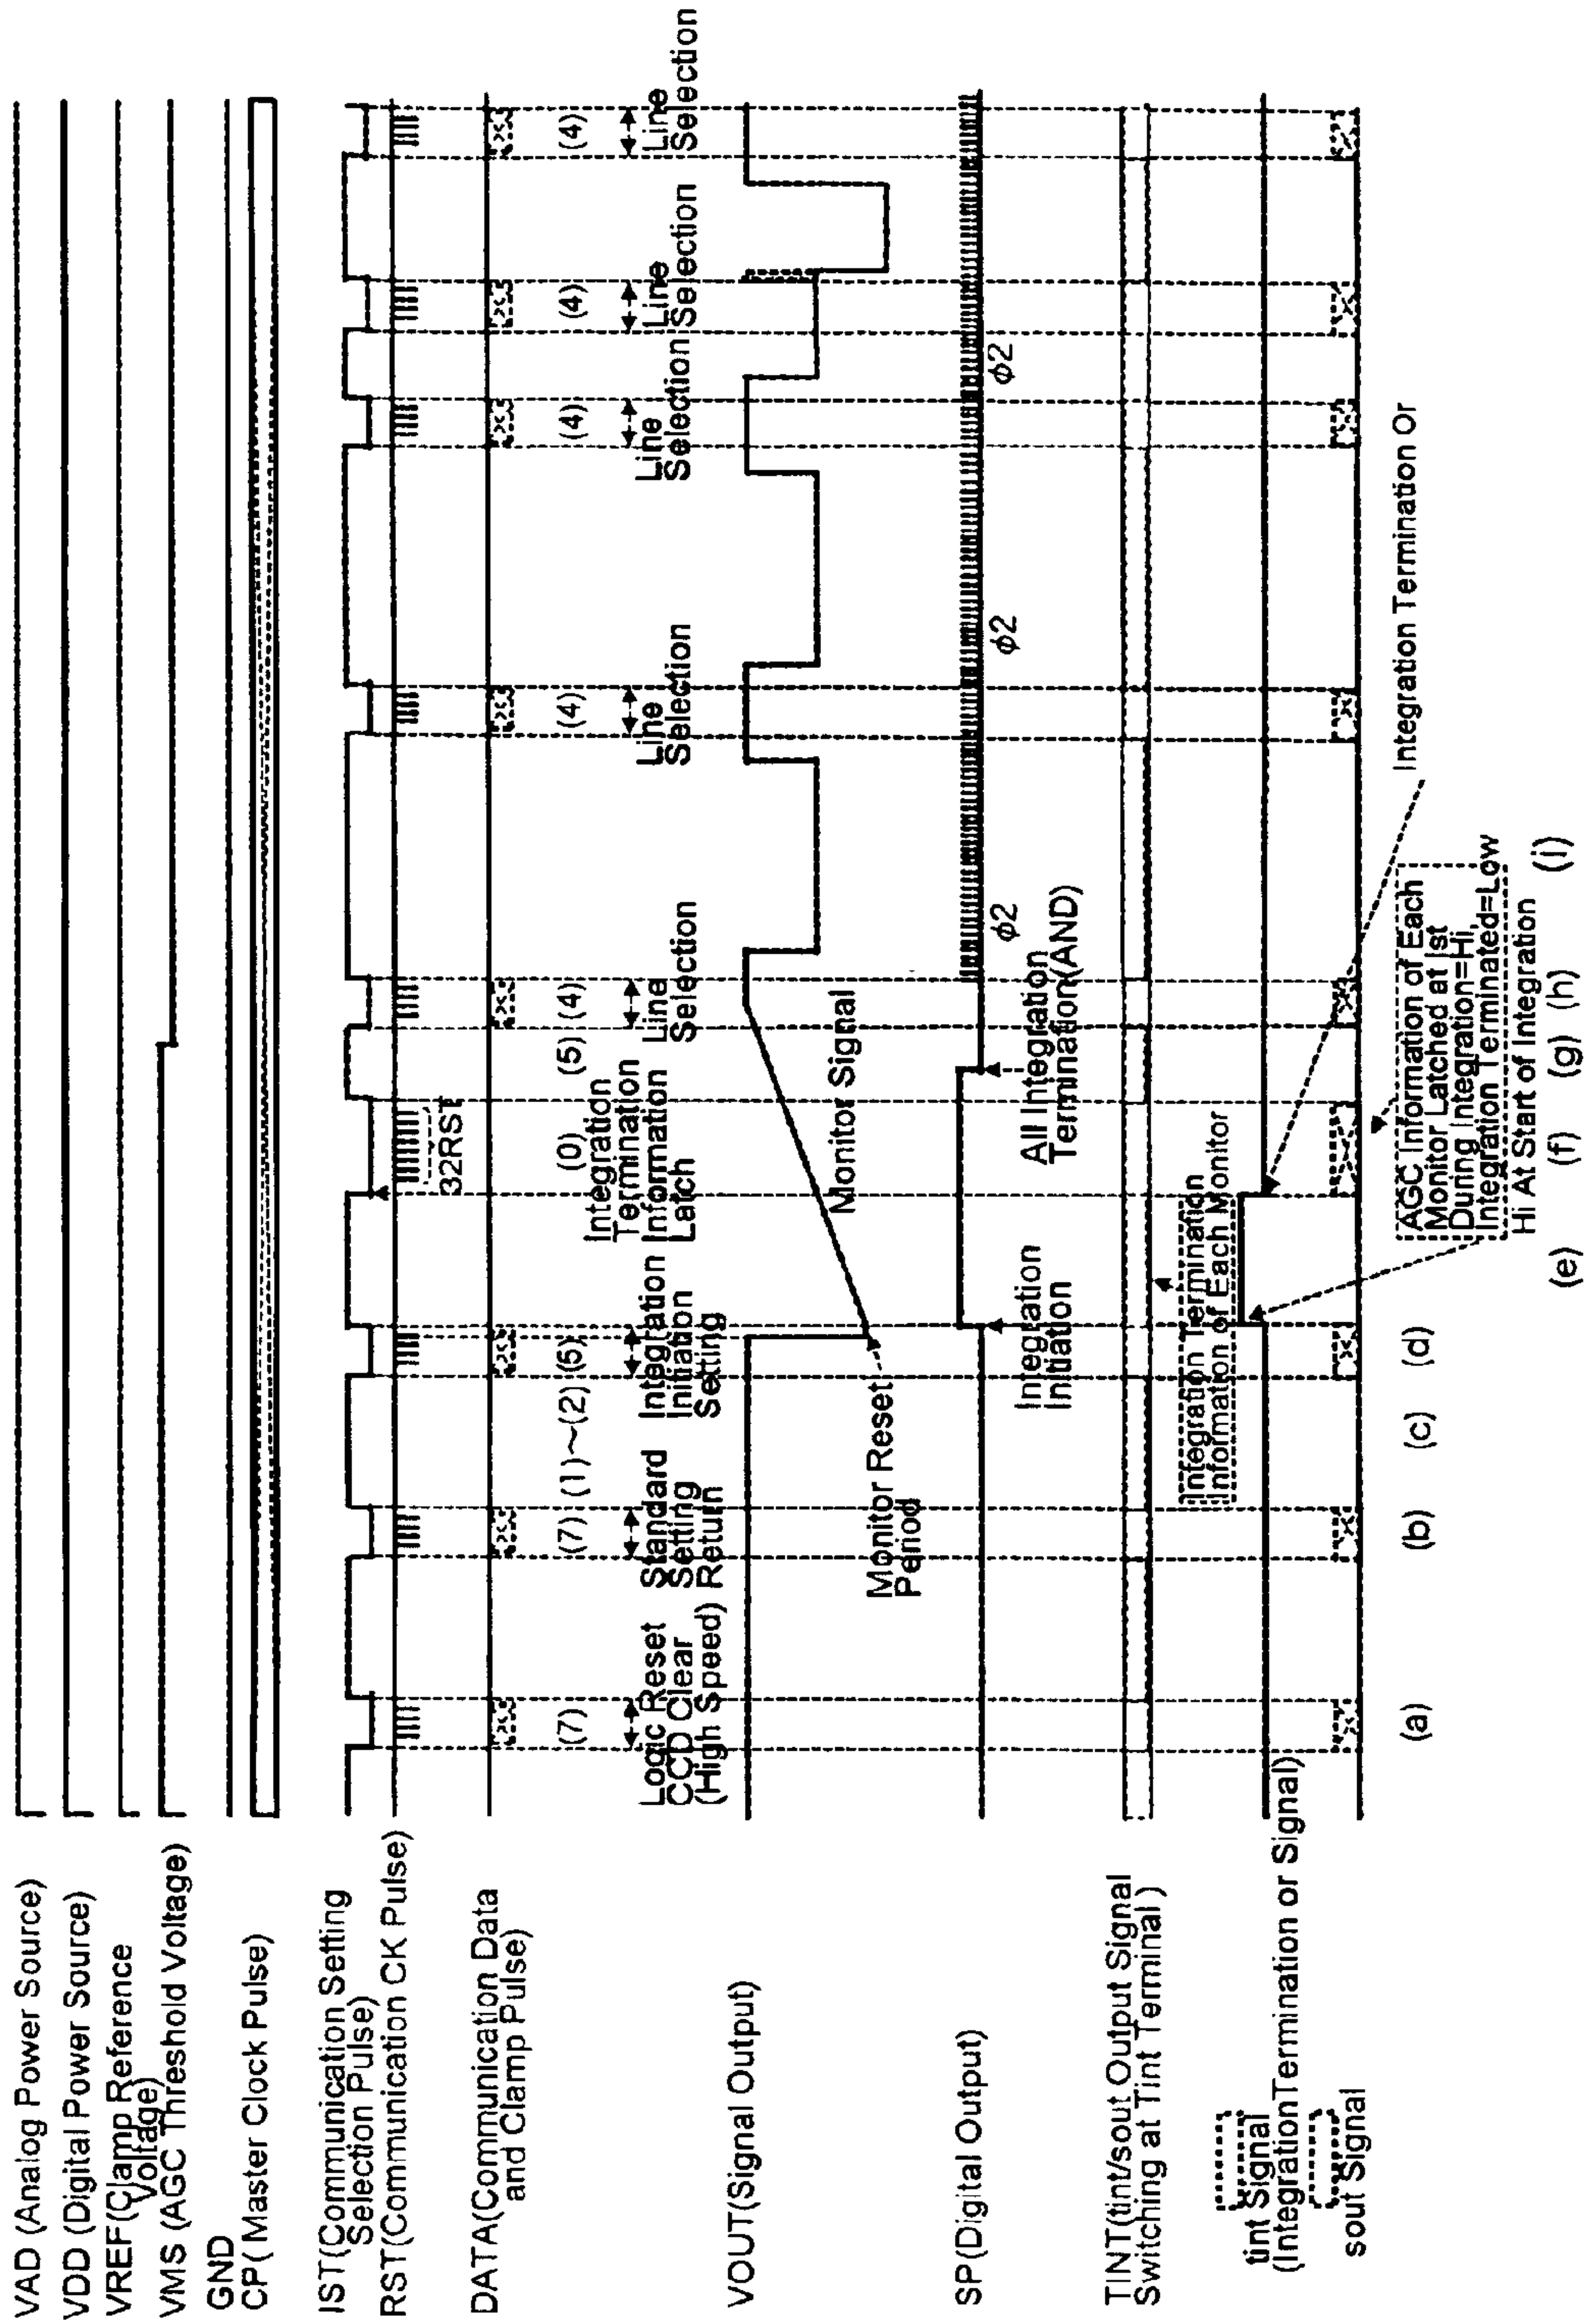 VAD (Analog Power Source)
VDD (Digital Power Source)
VREF(Clamp Reference
Voltage)
VMS (AGC Threshold Voltage)
GND
CP( Master Clock Pulse)
IST(Communication Setting
Selection Pulse)
RST(Communication CK Pulse)
32RST
DATA(Communication Data
and Clamp Pulse)
(7)
(7)
(1)~(2)
(5)
(0)
(5)
(4)
(4)
(4)
(4)
(4)
Logic Reset
CCD Clear
(High Speed)
Standard
Setting
Return
Integration
Initiation
Setting
Integration
Termination
Information
Latch
Line
Selection
Line
Selection
Line
Selection
Line
Selection
Line
Selection
VOUT(Signal Output)
Monitor Reset
Period
Monitor Signal
SP(Digital Output)
Integration
Initiation
All Integration
Termination(AND)
ϕ2
ϕ2
ϕ2
TINT(tint/sout Output Signal
Switching at Tint Terminal )
Integration Termination
Information of Each Monitor
tint Signal
(IntegrationTermination or Signal)
sout Signal
Integration Termination Or
AGC Information of Each
Monitor Latched at Ist
During Integration=Hi,
Integration Terminated=Low
Hi At Start of Integration
(a)
(b)
(c)
(d)
(e)
(f)
(g)
(h)
(i)